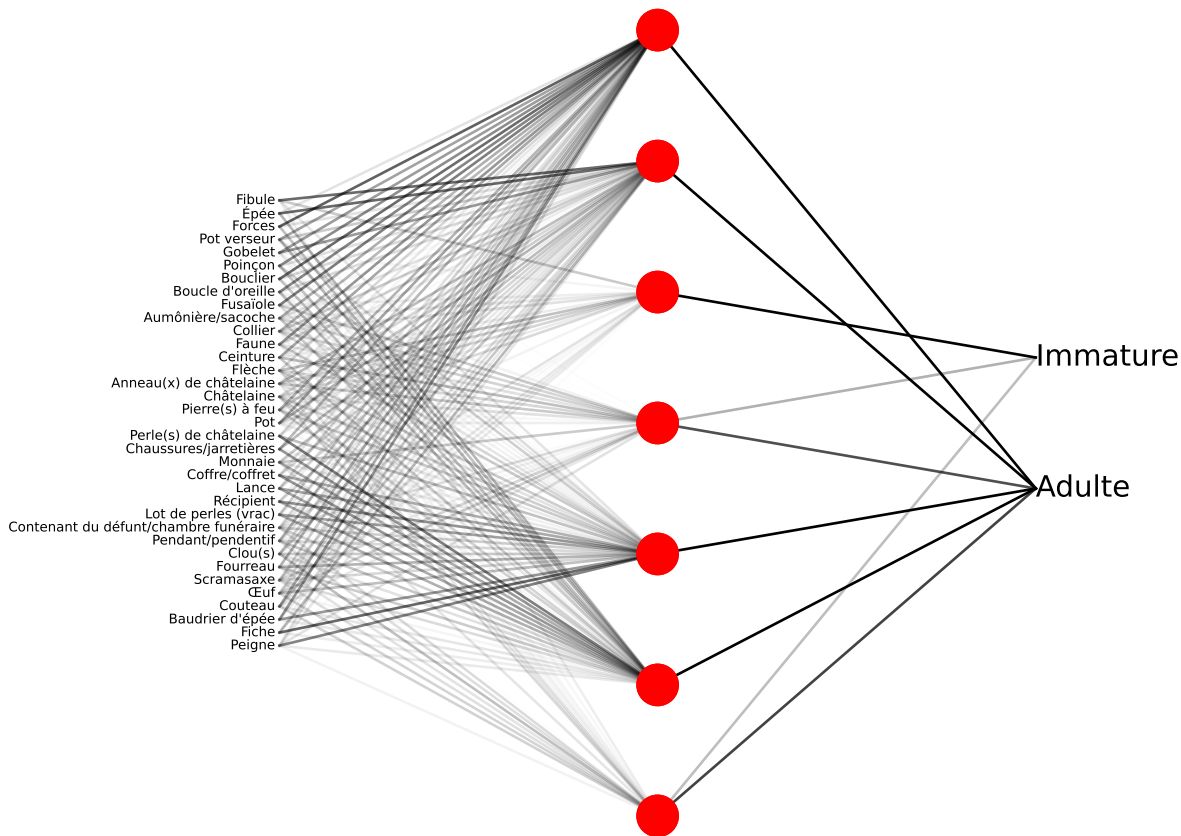 Fibule
Épée
Forces
Pot verseur
Gobelet
Poinçon
Bouclier
Boucle d'oreille
Fusaïole
Aumônière/sacoche
Collier
Faune
Ceinture
Flèche
Anneau(x) de châtelaine
Châtelaine
Pierre(s) à feu
Pot
Perle(s) de châtelaine
Chaussures/jarretières
Monnaie
Coffre/coffret
Lance
Récipient
Lot de perles (vrac)
Contenant du défunt/chambre funéraire
Pendant/pendentif
Clou(s)
Fourreau
Scramasaxe
Œuf
Couteau
Baudrier d'épée
Fiche
Peigne
Immature
Adulte